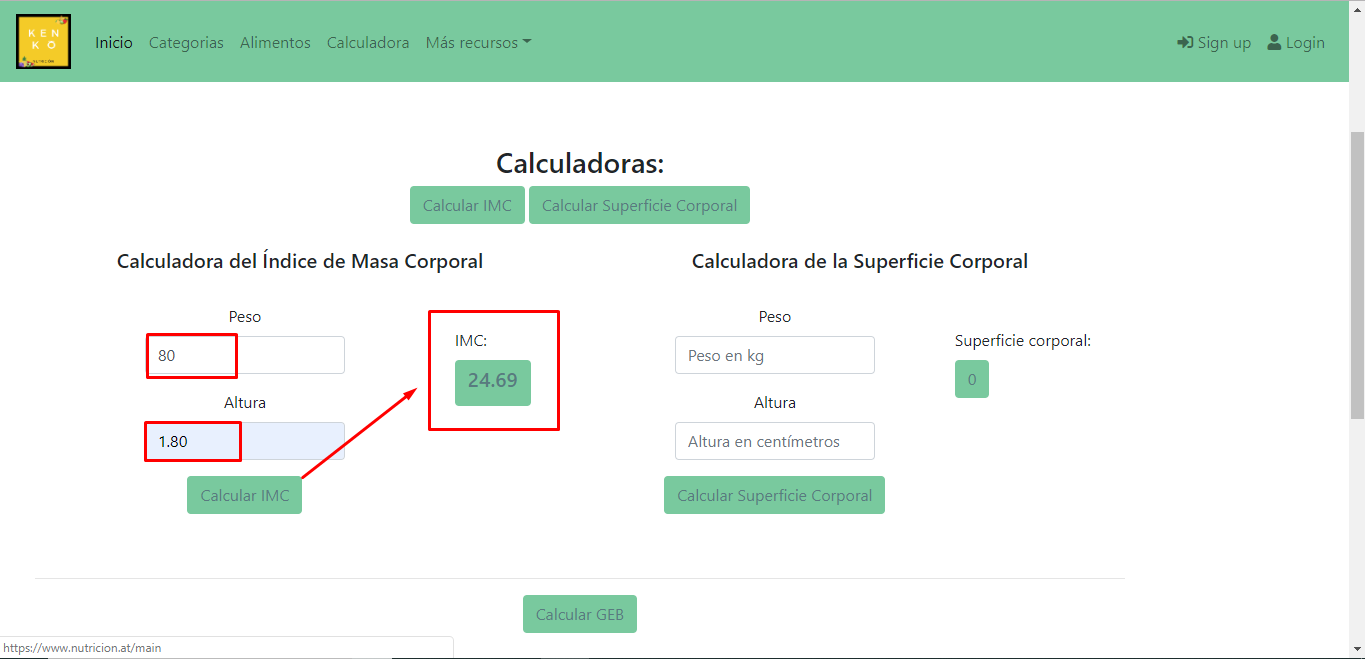 KEN
KO
Inicio Categorias Alimentos Calculadora Más recursos
Sign up Login
Calculadoras:
Calcular IMC Calcular Superficie Corporal
Calculadora del Índice de Masa Corporal
Peso
80
Altura
1.80
Calcular IMC
IMC:
24.69
Calculadora de la Superficie Corporal
Peso
Peso en kg
Altura
Altura en centímetros
Calcular Superficie Corporal
Superficie corporal:
0
Calcular GEB
https://www.nutricion.at/main